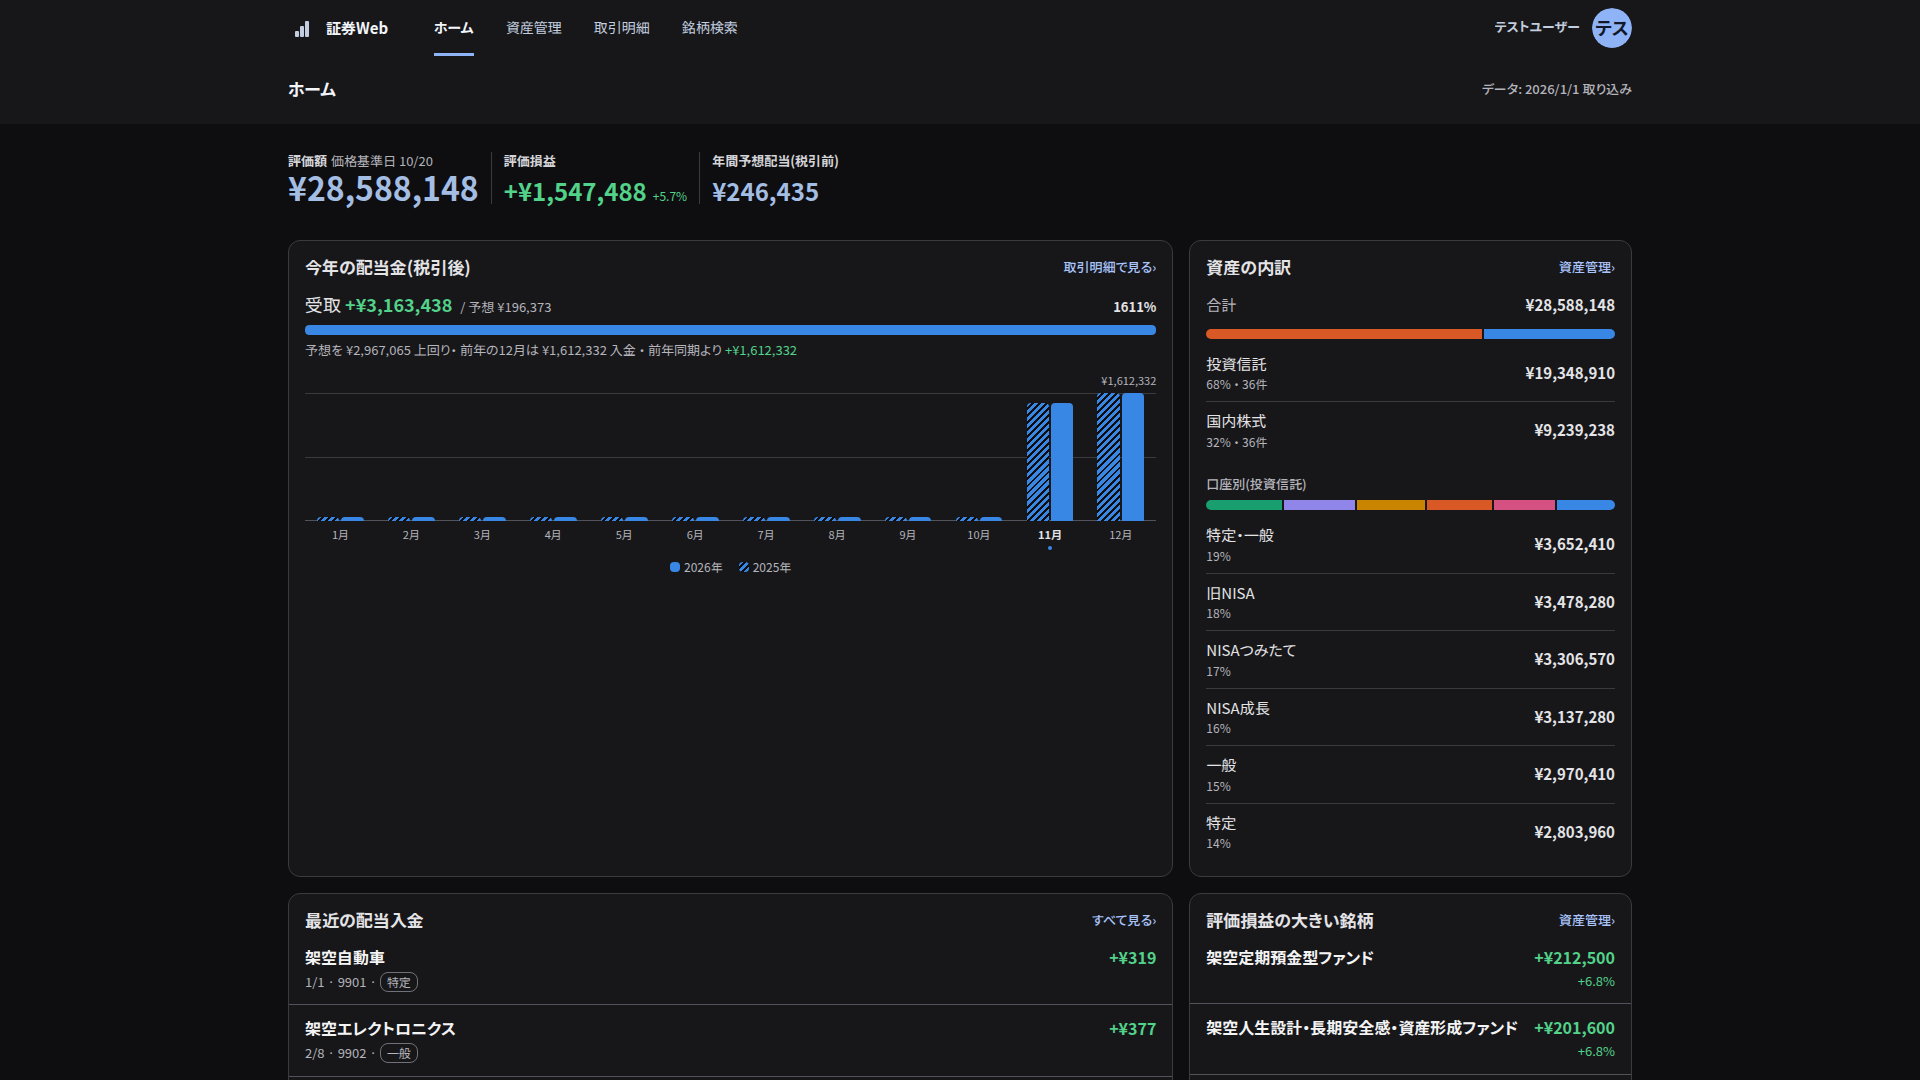 証券Web
ホーム
資産管理
取引明細
銘柄検索
テストユーザー
テス
ホーム
データ: 2026/1/1 取り込み
評価額 価格基準日 10/20
¥28,588,148
評価損益
+¥1,547,488 +5.7%
年間予想配当(税引前)
¥246,435
今年の配当金(税引後)
取引明細で見る›
受取 +¥3,163,438 / 予想 ¥196,373
1611%
予想を ¥2,967,065 上回り・前年の12月は ¥1,612,332 入金・前年同期より +¥1,612,332
¥1,612,332
1月
2月
3月
4月
5月
6月
7月
8月
9月
10月
11月
12月
2026年
2025年
資産の内訳
資産管理›
合計
¥28,588,148
投資信託
68%・36件
¥19,348,910
国内株式
32%・36件
¥9,239,238
口座別(投資信託)
特定・一般
19%
¥3,652,410
旧NISA
18%
¥3,478,280
NISAつみたて
17%
¥3,306,570
NISA成長
16%
¥3,137,280
一般
15%
¥2,970,410
特定
14%
¥2,803,960
最近の配当入金
すべて見る›
架空自動車
+¥319
1/1 · 9901 · 特定
架空エレクトロニクス
+¥377
2/8 · 9902 · 一般
評価損益の大きい銘柄
資産管理›
架空定期預金型ファンド
+¥212,500
+6.8%
架空人生設計・長期安全感・資産形成ファンド
+¥201,600
+6.8%